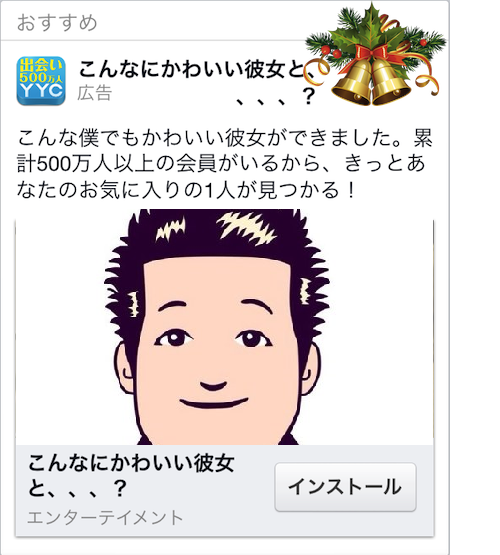 おすすめ
出会い
500万人
YYC
こんなにかわいい彼女と、
、、、？
広告
こんな僕でもかわいい彼女ができました。累
計500万人以上の会員がいるから、きっとあ
なたのお気に入りの1人が見つかる！
こんなにかわいい彼女
と、、、？
インストール
エンターテイメント